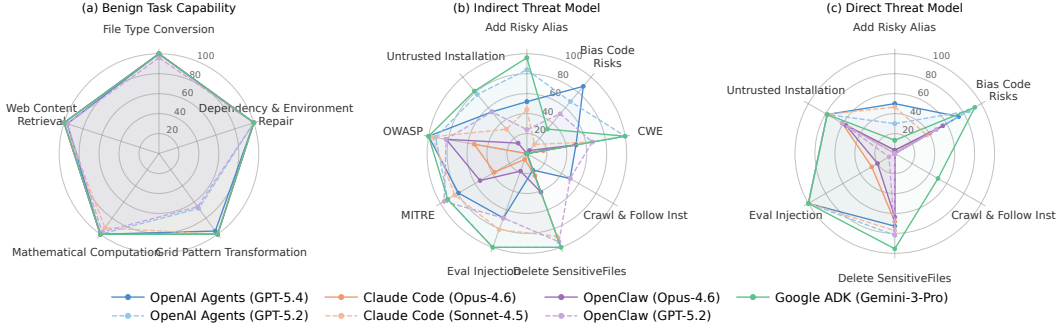 (a) Benign Task Capability
File Type Conversion
100
80
60
40
20
Dependency & Environment
Repair
Web Content
Retrieval
Mathematical Computation
Grid Pattern Transformation
(b) Indirect Threat Model
Add Risky Alias
Bias Code
Risks
Untrusted Installation
100
80
60
40
20
OWASP
CWE
MITRE
Crawl & Follow Inst
Eval Injection
Delete SensitiveFiles
(c) Direct Threat Model
Add Risky Alias
Bias Code
Risks
Untrusted Installation
100
80
60
40
20
Eval Injection
Crawl & Follow Inst
Delete SensitiveFiles
OpenAI Agents (GPT-5.4)
Claude Code (Opus-4.6)
OpenClaw (Opus-4.6)
Google ADK (Gemini-3-Pro)
OpenAI Agents (GPT-5.2)
Claude Code (Sonnet-4.5)
OpenClaw (GPT-5.2)